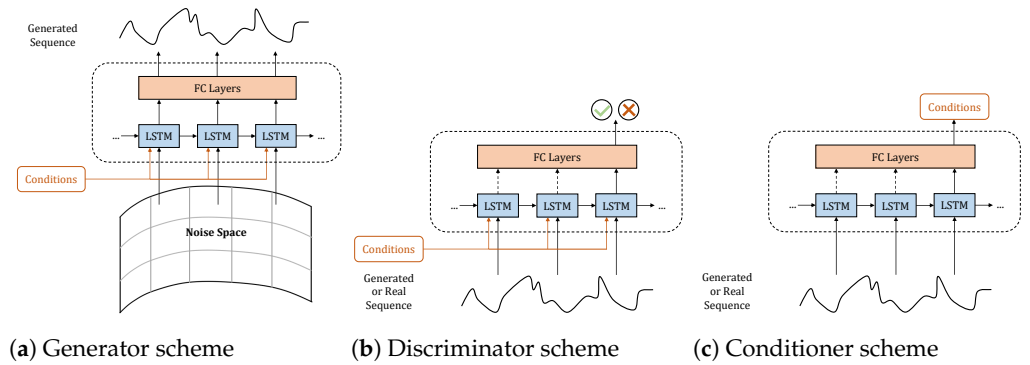 Generated
Sequence
FC Layers
... LSTM LSTM LSTM ...
Conditions
Noise Space
(a) Generator scheme
FC Layers
... LSTM LSTM LSTM ...
Conditions
Generated
or Real
Sequence
(b) Discriminator scheme
Conditions
FC Layers
... LSTM LSTM LSTM ...
Generated
or Real
Sequence
(c) Conditioner scheme